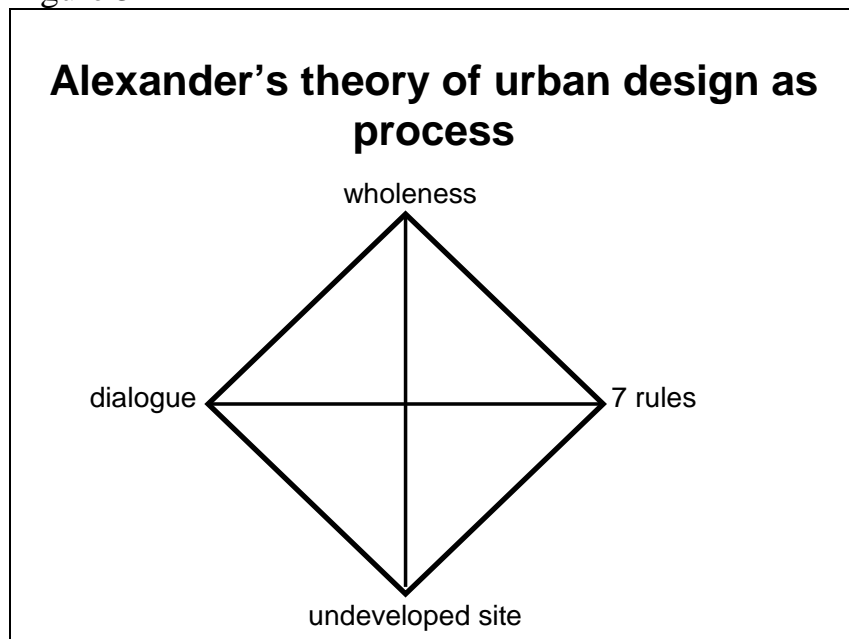 Alexander's theory of urban design as
process
wholeness
dialogue
7 rules
undeveloped site